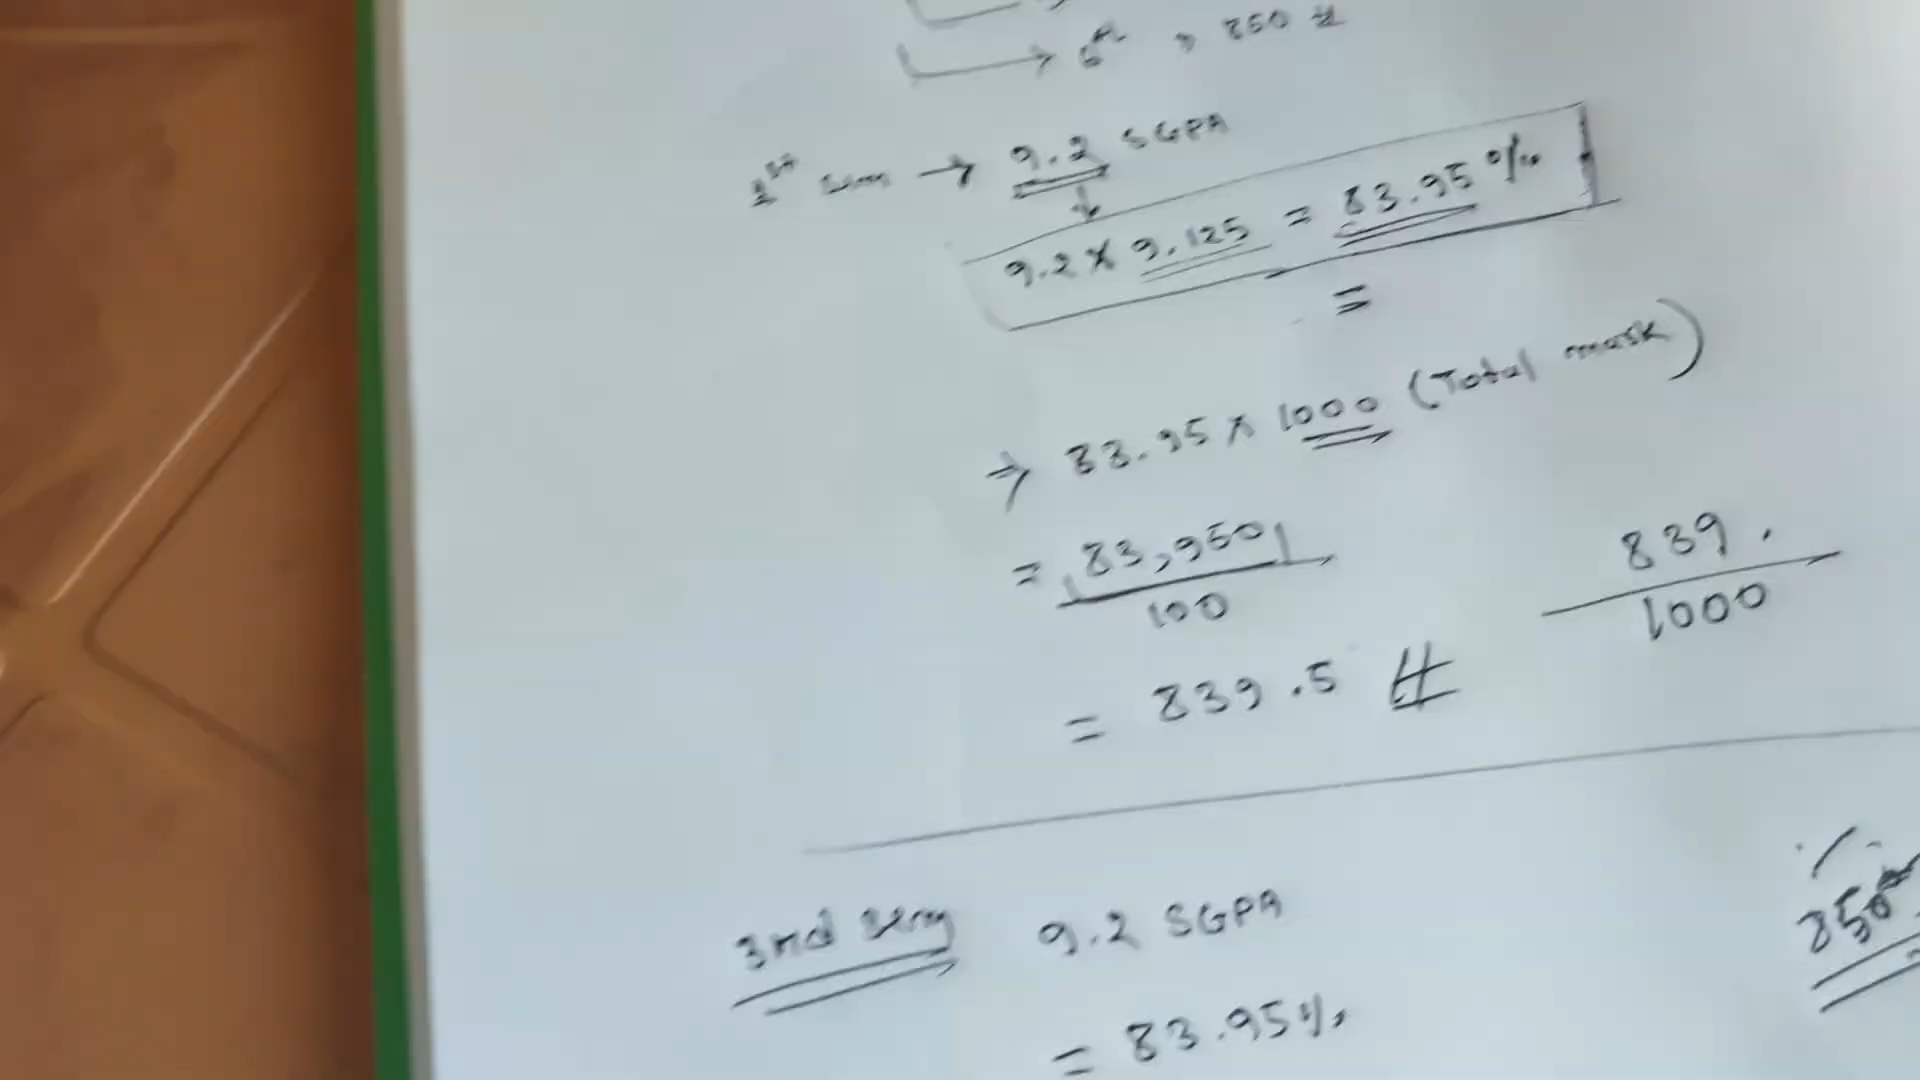 → 6th → 850 #
1st sem → 9.2 SGPA
9.2 × 9.125 = 83.95 %
=
→ 83.95 × 1000 (Total mark)
= 83,950
100
839.
1000
= 839.5 #
3nd sem 9.2 SGPA
850
= 83.95%